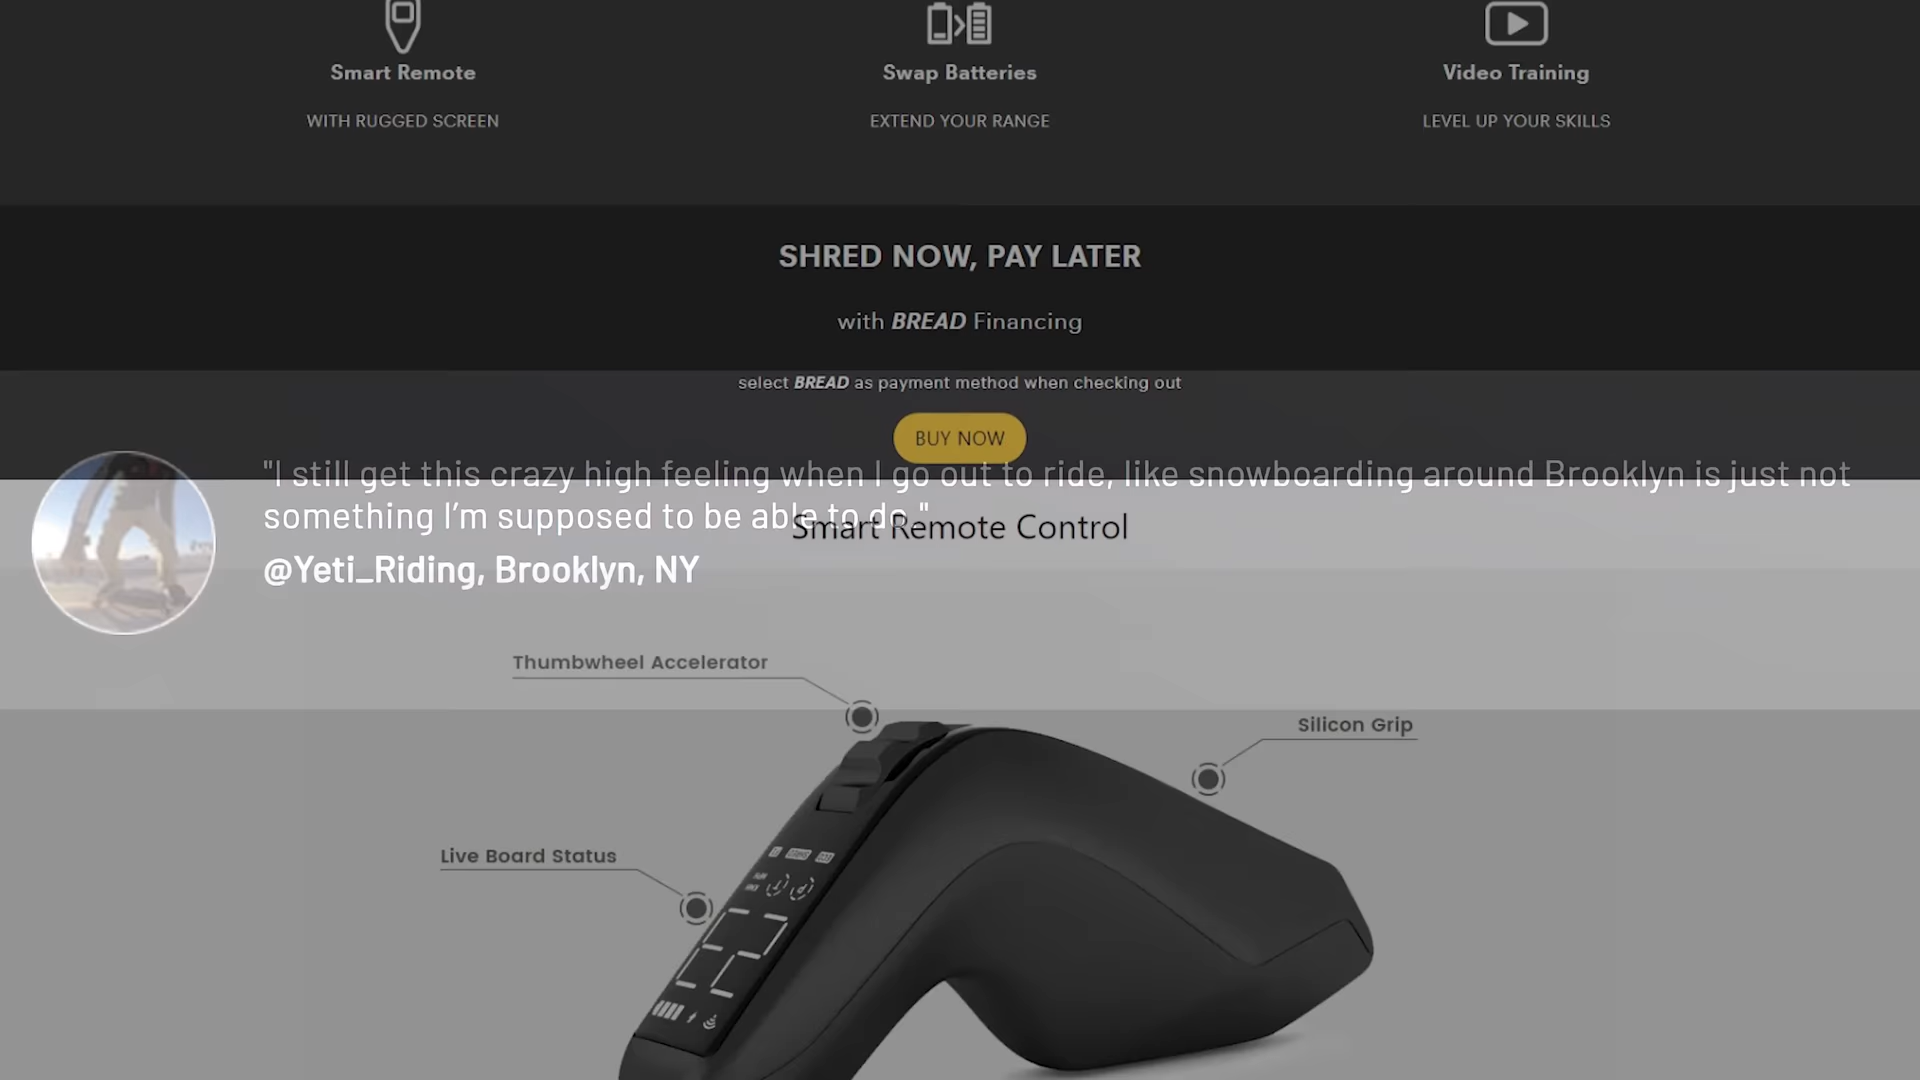 Smart Remote
Swap Batteries
Video Training
WITH RUGGED SCREEN
EXTEND YOUR RANGE
LEVEL UP YOUR SKILLS
SHRED NOW, PAY LATER
with BREAD Financing
select BREAD as payment method when checking out
BUY NOW
"I still get this crazy high feeling when I go out to ride, like snowboarding around Brooklyn is just not
something I’m supposed to be able to do."
@Yeti_Riding, Brooklyn, NY
Smart Remote Control
Thumbwheel Accelerator
Silicon Grip
Live Board Status